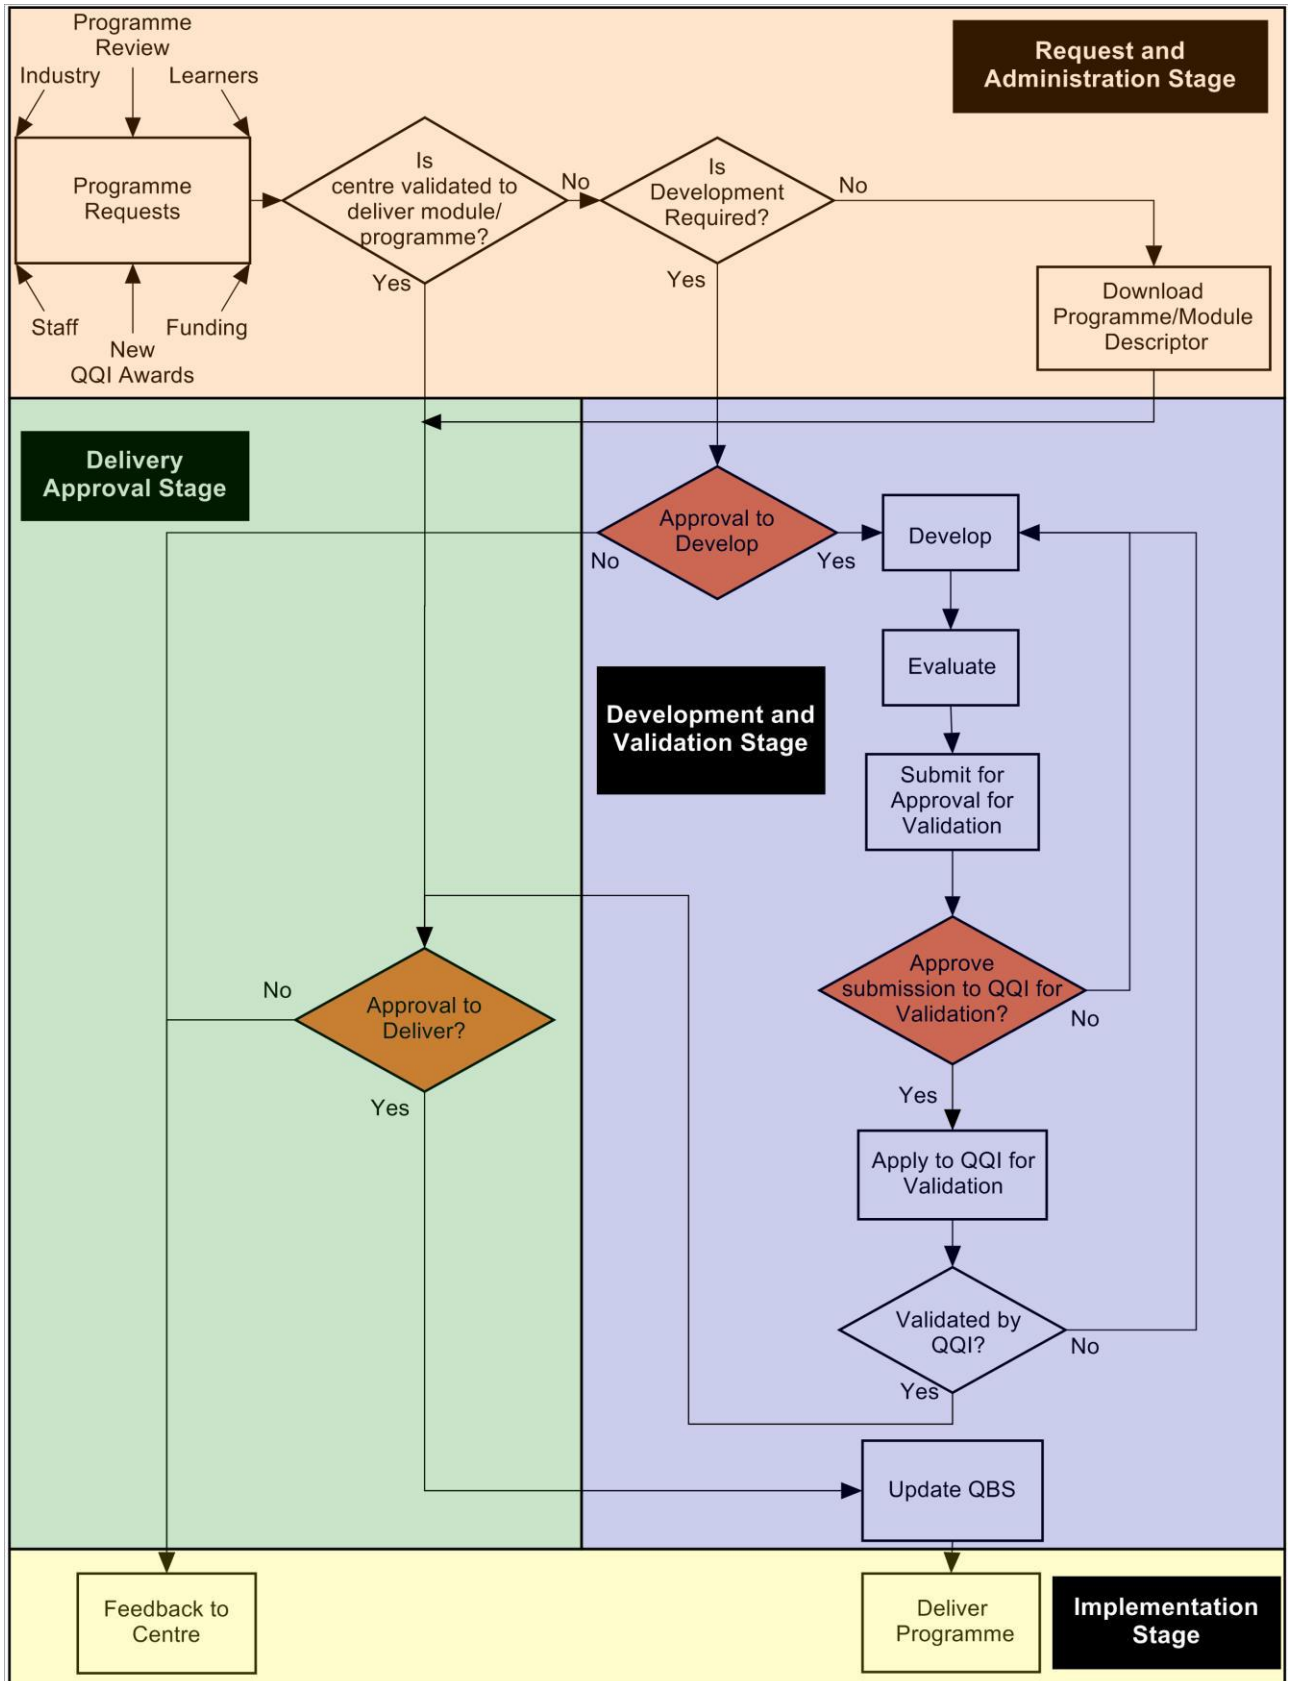 Programme
Review
Industry
Learners
Request and
Administration Stage
Programme
Requests
Is
centre validated to
deliver module/
programme?
No
Yes
Is
Development
Required?
No
Yes
Staff
New
QQI Awards
Funding
Download
Programme/Module
Descriptor
Delivery
Approval Stage
Approval to
Develop
No
Yes
Develop
Evaluate
Development and
Validation Stage
Submit for
Approval for
Validation
Approve
submission to QQI for
Validation?
No
Yes
No
Approval to
Deliver?
Yes
Apply to QQI for
Validation
Validated by
QQI?
No
Yes
Update QBS
Feedback to
Centre
Deliver
Programme
Implementation
Stage